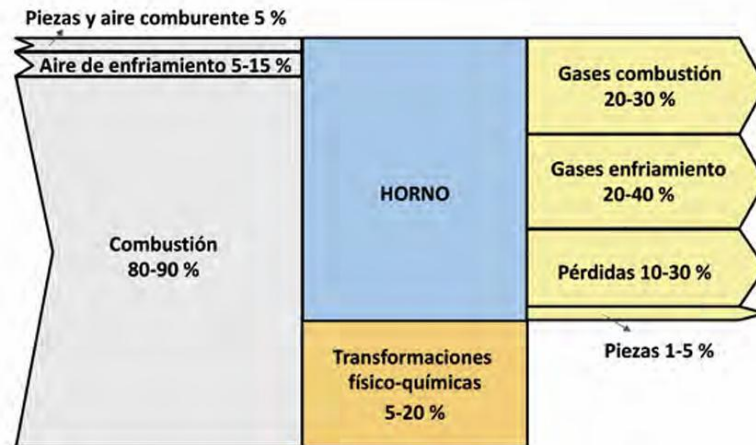 Piezas y aire comburente 5 %
Aire de enfriamiento 5-15 %
Combustión
80-90 %
HORNO
Transformaciones
físico-químicas
5-20 %
Gases combustión
20-30 %
Gases enfriamiento
20-40 %
Pérdidas 10-30 %
Piezas 1-5 %